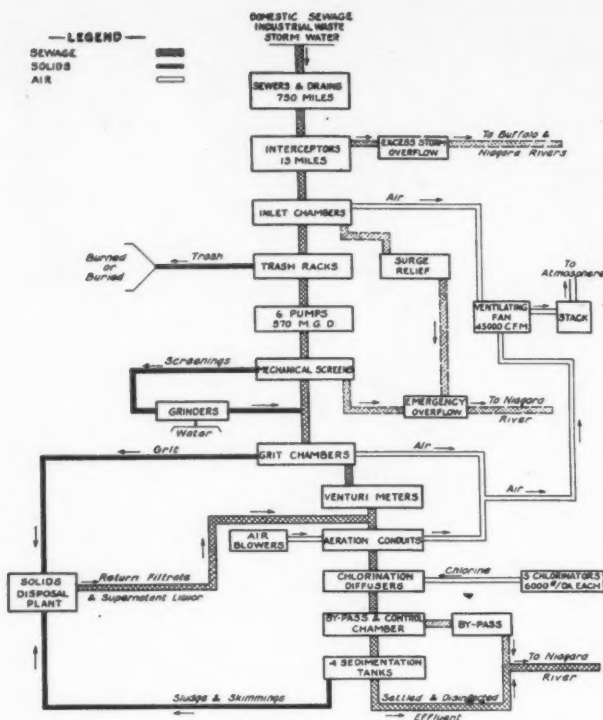 DOMESTIC SEWAGE
INDUSTRIAL WASTE
STORM WATER
LEGEND
SEWAGE
SOLIDS
AIR
SEWERS & DRAINS
750 MILES
INTERCEPTORS
13 MILES
EXCESS STORM
OVERFLOW
To Buffalo &
Niagara Rivers
INLET CHAMBERS
Air
Burned
or
Buried
Trash
TRASH RACKS
SURGE
RELIEF
To
Atmosphere
6 PUMPS
570 M.G.D
VENTILATING
FAN
45000 C.F.M.
STACK
Screenings
MECHANICAL SCREENS
GRINDERS
Water
EMERGENCY
OVERFLOW
To Niagara
River
Grit
GRIT CHAMBERS
Air
Air
VENTURI METERS
AIR
BLOWERS
AERATION CONDUITS
SOLIDS
DISPOSAL
PLANT
Return Filtrate
& Supernatant Liquor
CHLORINATION
DIFFUSERS
Chlorine
5 CHLORINATORS
6000 #/DA EACH
BY-PASS & CONTROL
CHAMBER
BY-PASS
4 SEDIMENTATION
TANKS
To Niagara
River
Sludge & Skimmings
Settled & Disinfected
Effluent